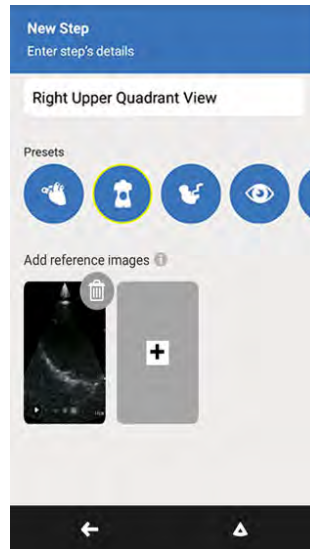 New Step
Enter step's details
Right Upper Quadrant View
Presets
Add reference images